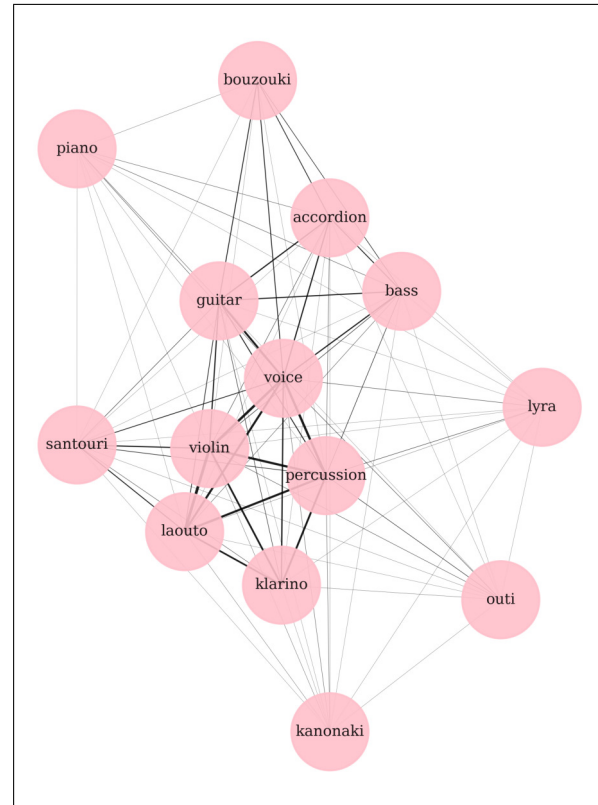 bouzouki
piano
accordion
guitar
bass
voice
lyra
santouri
violin
percussion
laouto
klarino
outi
kanonaki